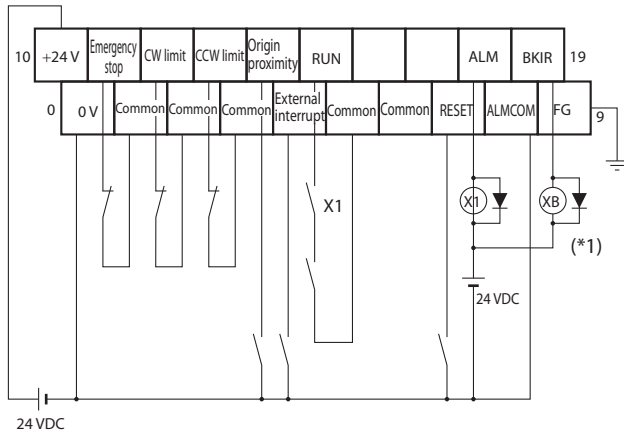 10 +24 V Emergency stop CW limit CCW limit Origin proximity RUN ALM BKIR 19
0 0 V Common Common Common External interrupt Common Common RESET ALMCOM FG 9
X1 X1 XB
(*1)
24 VDC
24 VDC